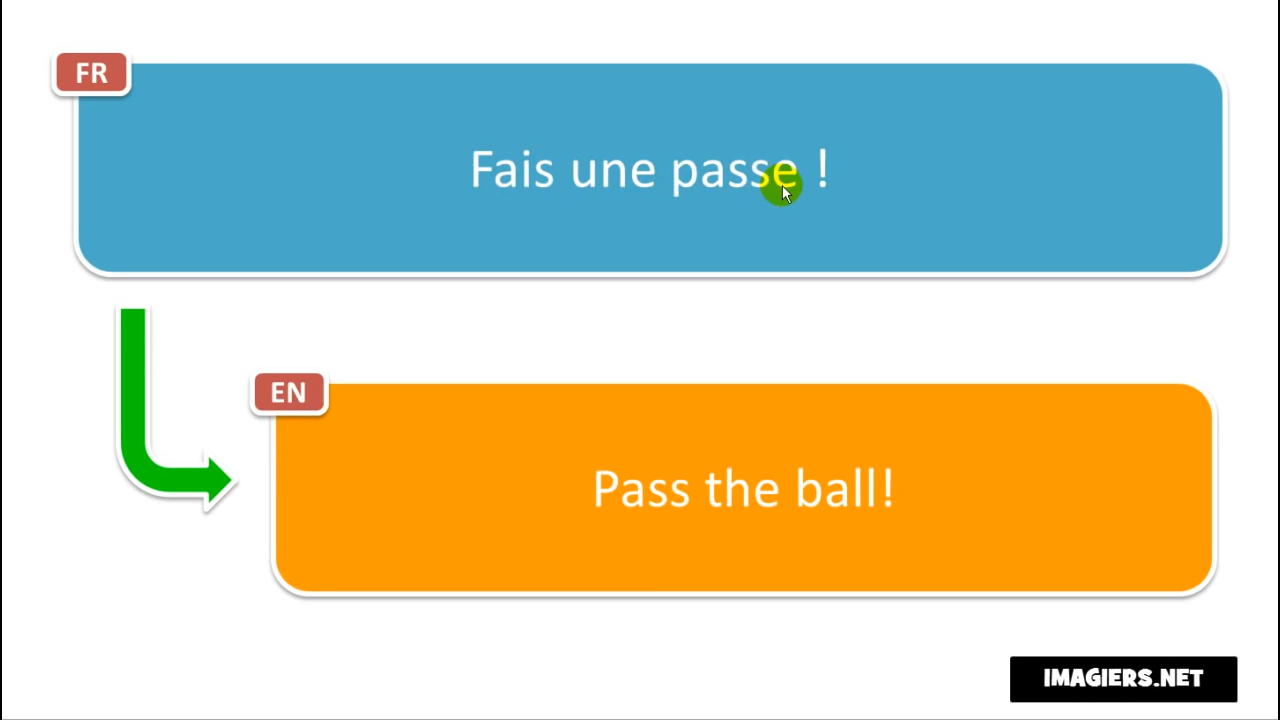 FR
Fais une passe !
EN
Pass the ball!
IMAGIERS.NET